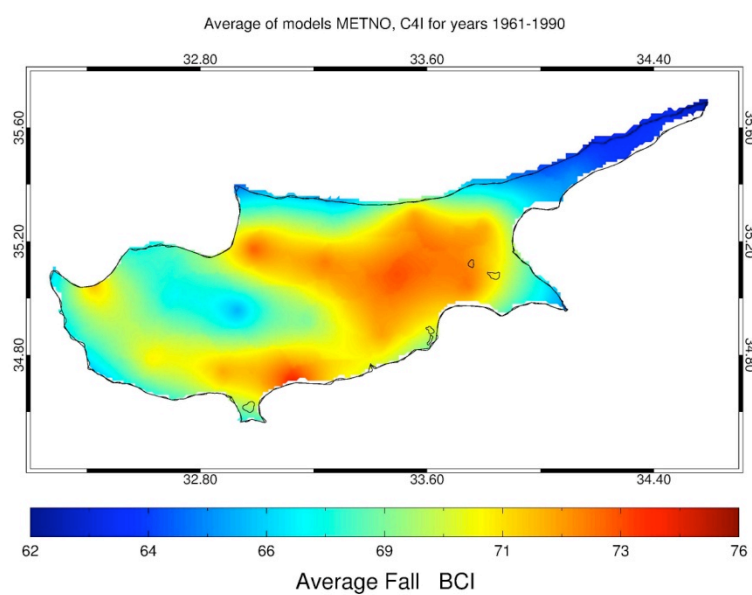 Average of models METNO, C4I for years 1961-1990
32.80 33.60 34.40
35.60 35.60
35.20 35.20
34.80 34.80
32.80 33.60 34.40
62 64 66 69 71 73 76
Average Fall BCI